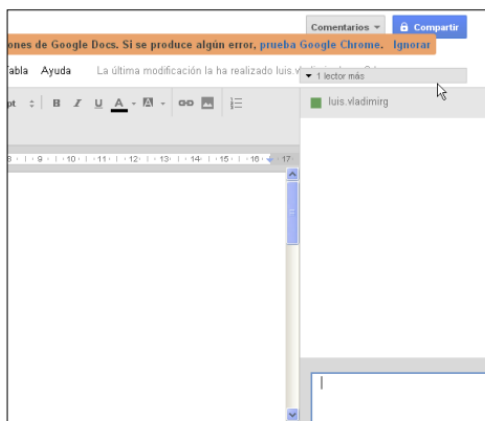 Comentarios Compartir
ones de Google Docs. Si se produce algún error, prueba Google Chrome. Ignorar
Tabla Ayuda La última modificación la ha realizado luis.v
1 lector más
pt B I U A A luis.vladimirg
8 9 10 11 12 13 14 15 16 17